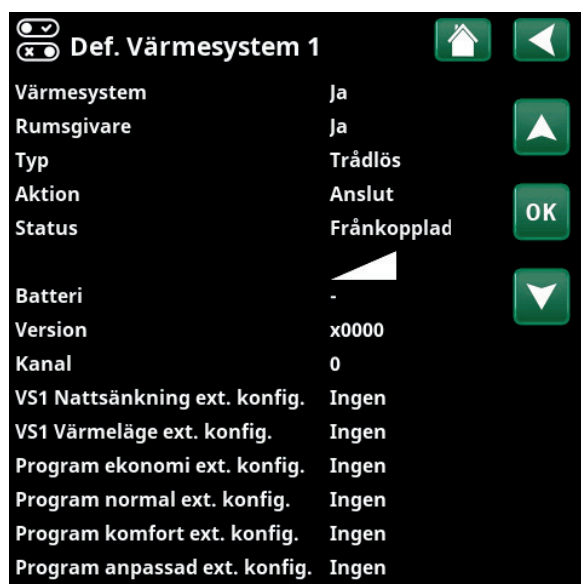 Def. Värmesystem 1
Värmesystem Ja
Rumsgivare Ja
Typ Trådlös
Aktion Anslut
Status Frånkopplad
OK
Batteri -
Version x0000
Kanal 0
VS1 Nattsänkning ext. konfig. Ingen
VS1 Värmeläge ext. konfig. Ingen
Program ekonomi ext. konfig. Ingen
Program normal ext. konfig. Ingen
Program komfort ext. konfig. Ingen
Program anpassad ext. konfig. Ingen